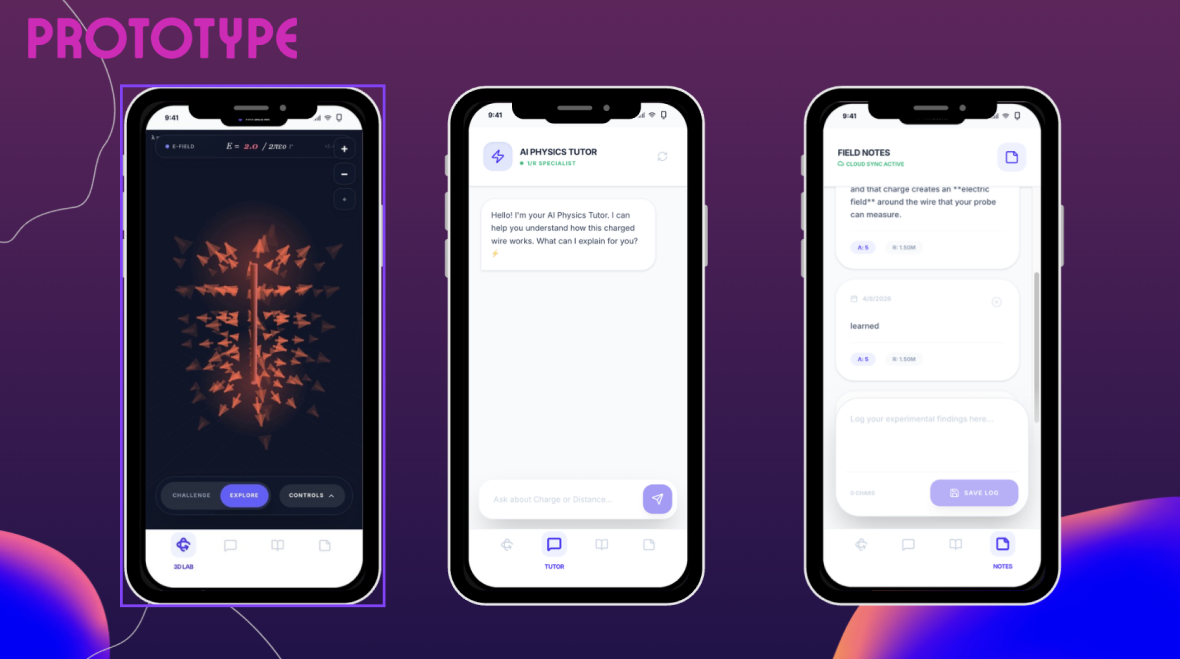 PROTOTYPE
9:41
E-FIELD
E = 2.0 / 2πε0 r
+
−
CHALLENGE
EXPLORE
CONTROLS
3D LAB
9:41
AI PHYSICS TUTOR
1/R SPECIALIST
Hello! I'm your AI Physics Tutor. I can
help you understand how this charged
wire works. What can I explain for you?
⚡
Ask about Charge or Distance...
TUTOR
9:41
FIELD NOTES
CLOUD SYNC ACTIVE
and that charge creates an **electric
field** around the wire that your probe
can measure.
Λ: 5
R: 1.50M
learned
Λ: 5
R: 1.50M
Log your experimental findings here...
0 CHARS
SAVE LOG
NOTES